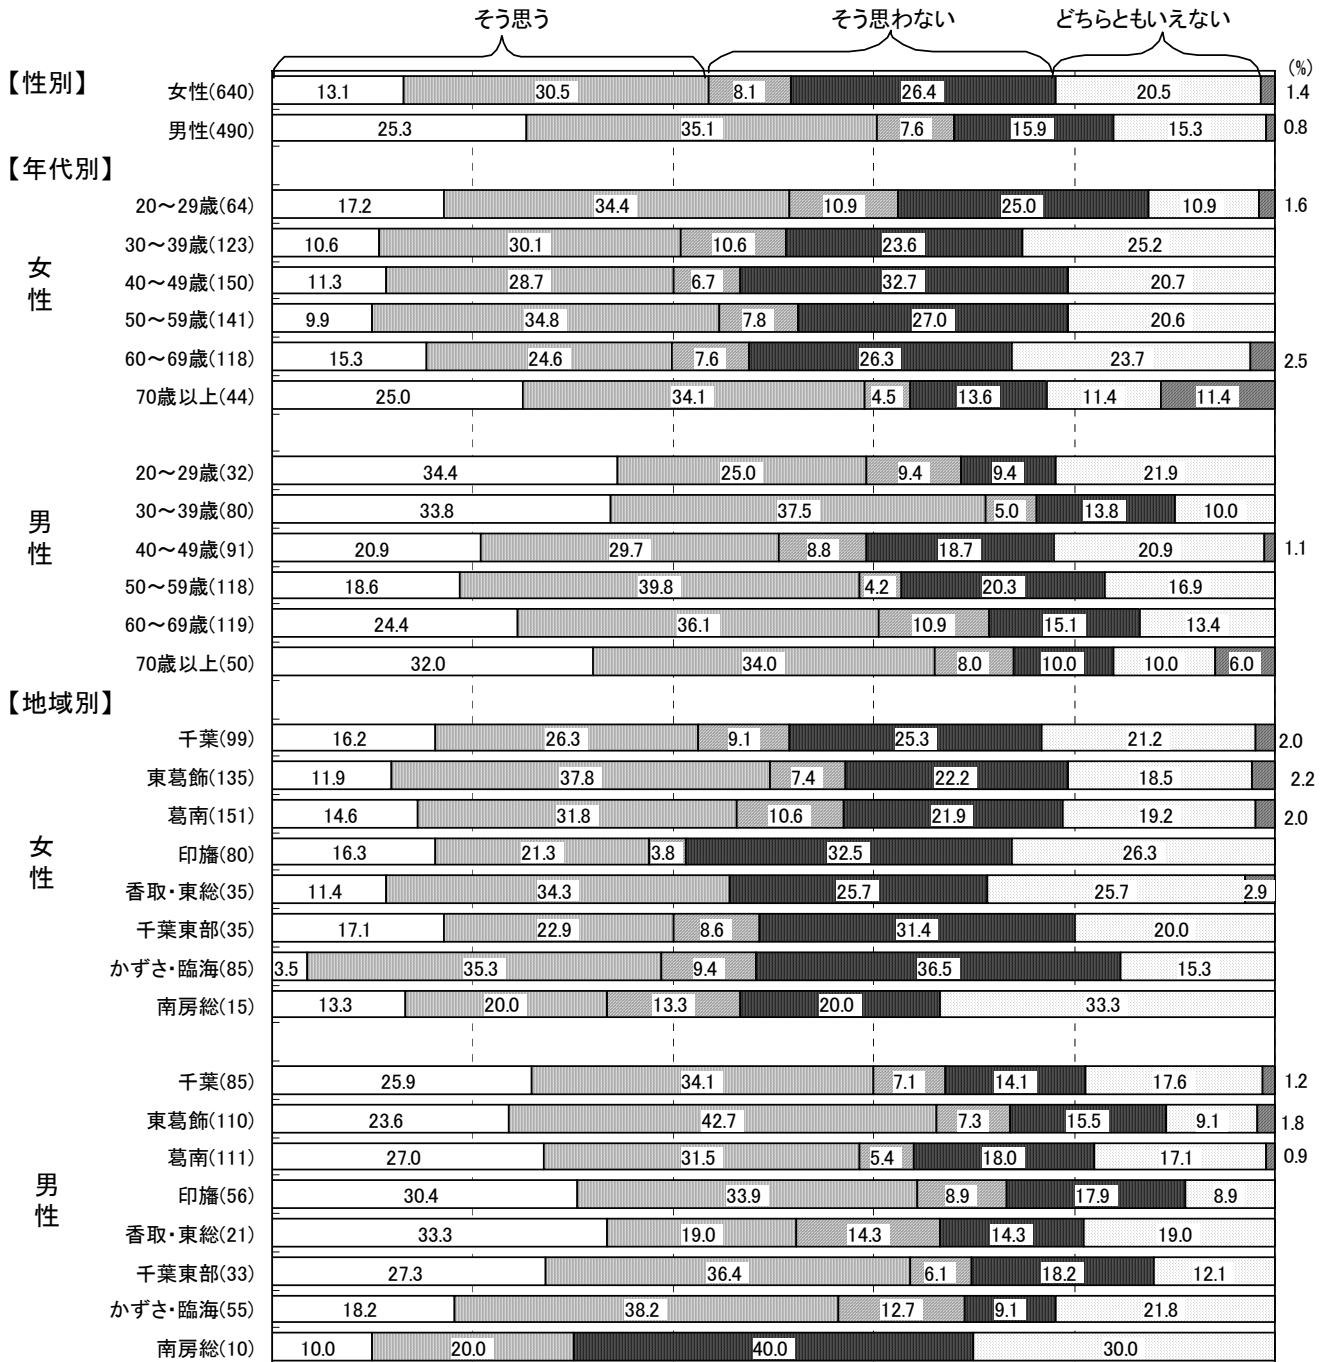 そう思う そう思わない どちらともいえない
(%)
【性別】
女性(640) 13.1 30.5 8.1 26.4 20.5 1.4
男性(490) 25.3 35.1 7.6 15.9 15.3 0.8
【年代別】
女性
20～29歳(64) 17.2 34.4 10.9 25.0 10.9 1.6
30～39歳(123) 10.6 30.1 10.6 23.6 25.2
40～49歳(150) 11.3 28.7 6.7 32.7 20.7
50～59歳(141) 9.9 34.8 7.8 27.0 20.6
60～69歳(118) 15.3 24.6 7.6 26.3 23.7 2.5
70歳以上(44) 25.0 34.1 4.5 13.6 11.4 11.4
男性
20～29歳(32) 34.4 25.0 9.4 9.4 21.9
30～39歳(80) 33.8 37.5 5.0 13.8 10.0
40～49歳(91) 20.9 29.7 8.8 18.7 20.9 1.1
50～59歳(118) 18.6 39.8 4.2 20.3 16.9
60～69歳(119) 24.4 36.1 10.9 15.1 13.4
70歳以上(50) 32.0 34.0 8.0 10.0 10.0 6.0
【地域別】
女性
千葉(99) 16.2 26.3 9.1 25.3 21.2 2.0
東葛飾(135) 11.9 37.8 7.4 22.2 18.5 2.2
葛南(151) 14.6 31.8 10.6 21.9 19.2 2.0
印旛(80) 16.3 21.3 3.8 32.5 26.3
香取・東総(35) 11.4 34.3 25.7 25.7 2.9
千葉東部(35) 17.1 22.9 8.6 31.4 20.0
かずさ・臨海(85) 3.5 35.3 9.4 36.5 15.3
南房総(15) 13.3 20.0 13.3 20.0 33.3
男性
千葉(85) 25.9 34.1 7.1 14.1 17.6 1.2
東葛飾(110) 23.6 42.7 7.3 15.5 9.1 1.8
葛南(111) 27.0 31.5 5.4 18.0 17.1 0.9
印旛(56) 30.4 33.9 8.9 17.9 8.9
香取・東総(21) 33.3 19.0 14.3 14.3 19.0
千葉東部(33) 27.3 36.4 6.1 18.2 12.1
かずさ・臨海(55) 18.2 38.2 12.7 9.1 21.8
南房総(10) 10.0 20.0 40.0 30.0